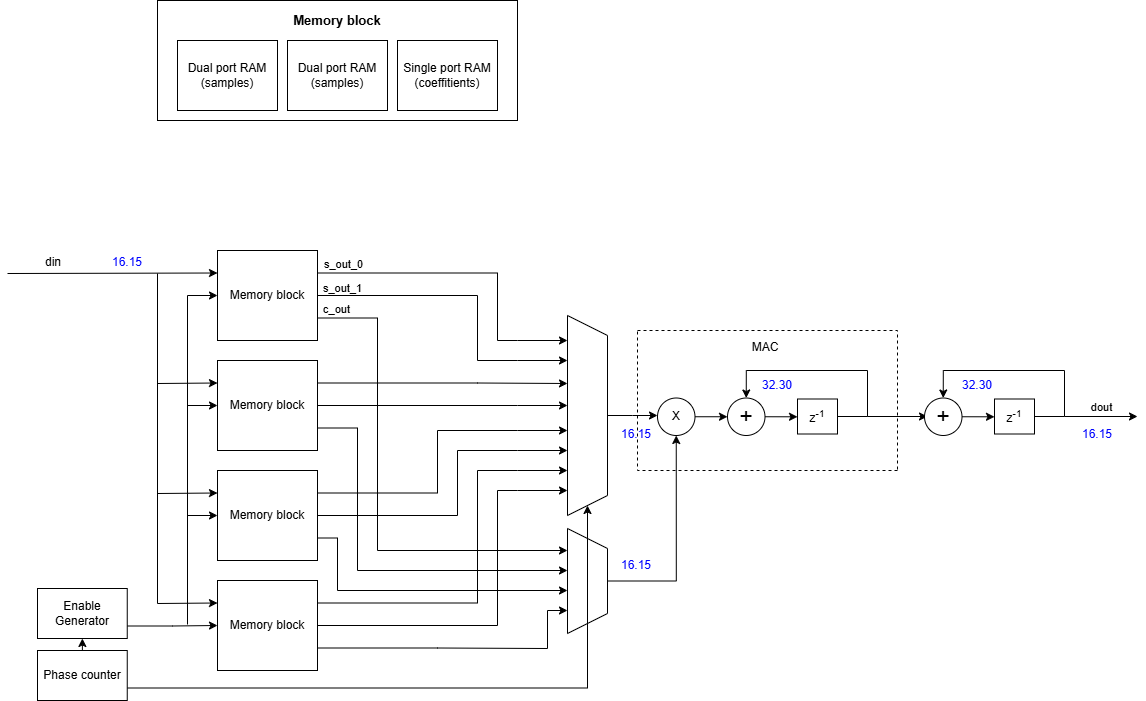 Memory block
Dual port RAM
(samples)
Dual port RAM
(samples)
Single port RAM
(coeffitients)
din
16.15
Memory block
s_out_0
s_out_1
c_out
Memory block
Memory block
Memory block
Enable
Generator
Phase counter
MAC
16.15
X
32.30
+
z-1
32.30
+
z-1
dout
16.15
16.15